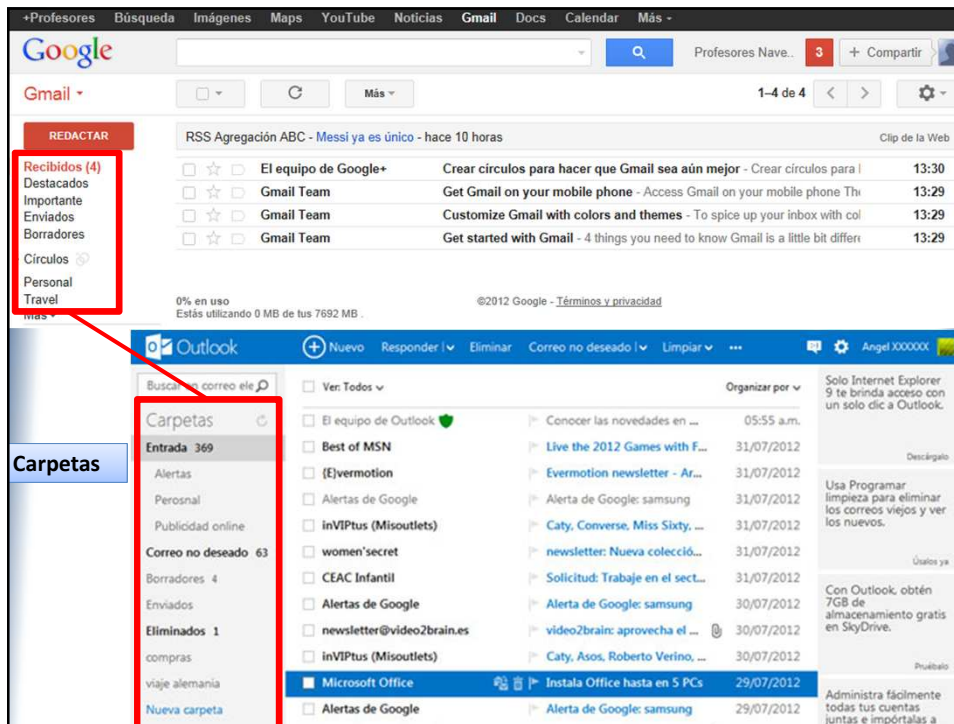 +Profesores Búsqueda Imágenes Maps YouTube Noticias Gmail Docs Calendar Más
Google Profesores Nave.. 3 + Compartir
Gmail Más 1–4 de 4
REDACTAR RSS Agregación ABC - Messi ya es único - hace 10 horas Clip de la Web
Recibidos (4) El equipo de Google+ Crear círculos para hacer que Gmail sea aún mejor - Crear círculos para 13:30
Destacados Gmail Team Get Gmail on your mobile phone - Access Gmail on your mobile phone 13:29
Importante Gmail Team Customize Gmail with colors and themes - To spice up your inbox with 13:29
Enviados Gmail Team Get started with Gmail - 4 things you need to know Gmail is a little bit 13:29
Borradores
Círculos
Personal
Travel 0% en uso ©2012 Google - Términos y privacidad
Más Estás utilizando 0 MB de tus 7692 MB .
Outlook Nuevo Responder Eliminar Correo no deseado Limpiar ••• Angel XXXXXX
Buscar en correo ele Ver: Todos Organizar por
Carpetas El equipo de Outlook Conocer las novedades en ... 05:55 a.m.
Entrada 369 Best of MSN Live the 2012 Games with F... 31/07/2012
Alertas {E}vermotion Evermotion newsletter - Ar... 31/07/2012
Perosnal Alertas de Google Alerta de Google: samsung 31/07/2012
Publicidad online inVIPtus (Misoutlets) Caty, Converse, Miss Sixty, ... 31/07/2012
Correo no deseado 63 women'secret newsletter: Nueva colecció... 31/07/2012
Borradores 4 CEAC Infantil Solicitud: Trabaje en el sect... 31/07/2012
Enviados Alertas de Google Alerta de Google: samsung 30/07/2012
Eliminados 1 newsletter@video2brain.es video2brain: aprovecha el ... 30/07/2012
compras inVIPtus (Misoutlets) Caty, Asos, Roberto Verino, ... 30/07/2012
viaje alemania Microsoft Office Instala Office hasta en 5 PCs 29/07/2012
Nueva carpeta Alertas de Google Alerta de Google: samsung 29/07/2012
Carpetas
Solo Internet Explorer
9 te brinda acceso con
un solo clic a Outlook.
Descárgalo
Usa Programar
limpieza para eliminar
los correos viejos y ver
los nuevos.
Úsalos ya
Con Outlook, obtén
7GB de
almacenamiento gratis
en SkyDrive.
Pruébalo
Administra fácilmente
todas tus cuentas
juntas e impórtalas a